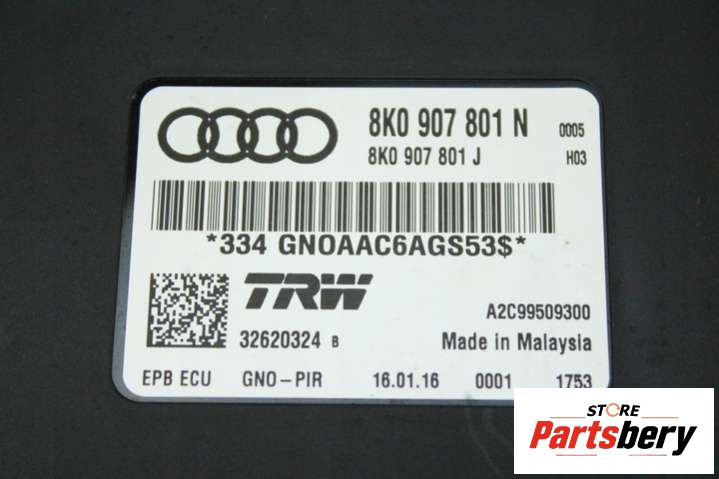 8K0 907 801 N 0005
8K0 907 801 J H03
*334 GN0AAC6AGS53$*
TRW
A2C99509300
32620324 B Made in Malaysia
EPB ECU GNO-PIR 16.01.16 0001 1753
STORE
Partsbery